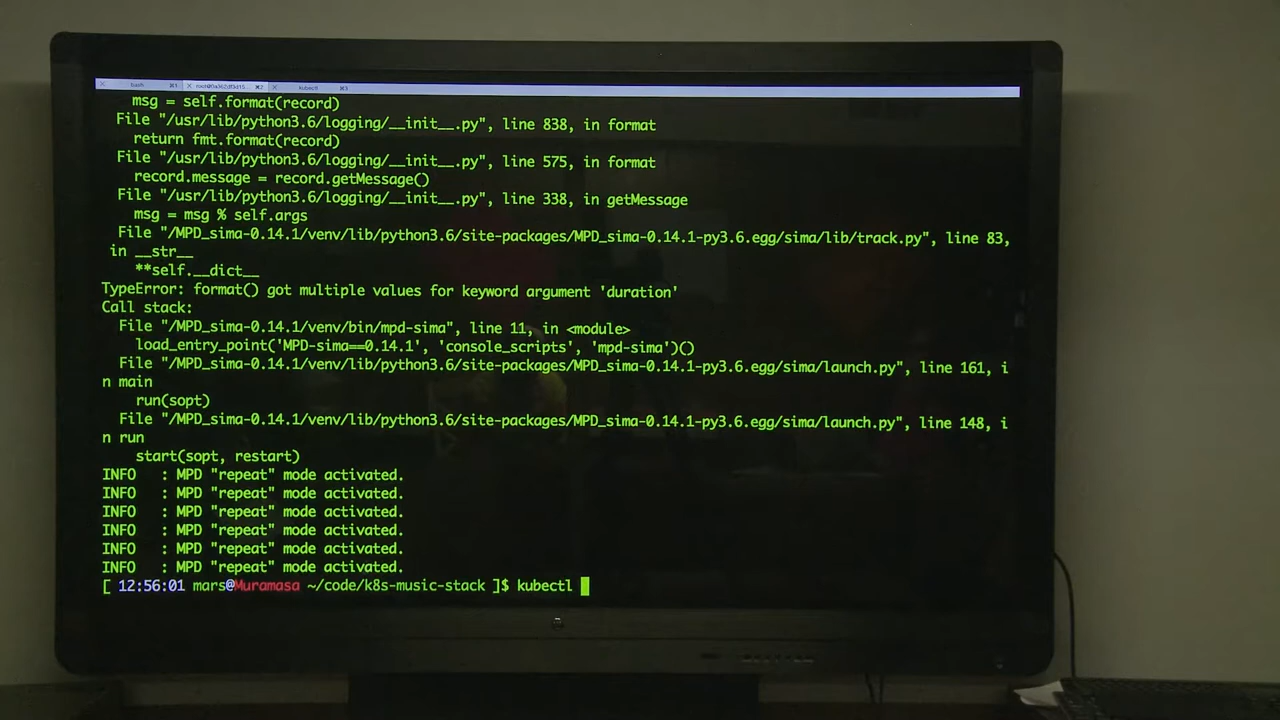 bash ⌘1 ⌘2 kubectl ⌘3
msg = self.format(record)
File "/usr/lib/python3.6/logging/__init__.py", line 838, in format
return fmt.format(record)
File "/usr/lib/python3.6/logging/__init__.py", line 575, in format
record.message = record.getMessage()
File "/usr/lib/python3.6/logging/__init__.py", line 338, in getMessage
msg = msg % self.args
File "/MPD_sima-0.14.1/venv/lib/python3.6/site-packages/MPD_sima-0.14.1-py3.6.egg/sima/lib/track.py", line 83,
in __str__
**self.__dict__
TypeError: format() got multiple values for keyword argument 'duration'
Call stack:
File "/MPD_sima-0.14.1/venv/bin/mpd-sima", line 11, in <module>
load_entry_point('MPD-sima==0.14.1', 'console_scripts', 'mpd-sima')()
File "/MPD_sima-0.14.1/venv/lib/python3.6/site-packages/MPD_sima-0.14.1-py3.6.egg/sima/launch.py", line 161, i
n main
run(sopt)
File "/MPD_sima-0.14.1/venv/lib/python3.6/site-packages/MPD_sima-0.14.1-py3.6.egg/sima/launch.py", line 148, i
n run
start(sopt, restart)
INFO : MPD "repeat" mode activated.
INFO : MPD "repeat" mode activated.
INFO : MPD "repeat" mode activated.
INFO : MPD "repeat" mode activated.
INFO : MPD "repeat" mode activated.
INFO : MPD "repeat" mode activated.
[ 12:56:01 mars@Muramasa ~/code/k8s-music-stack ]$ kubectl